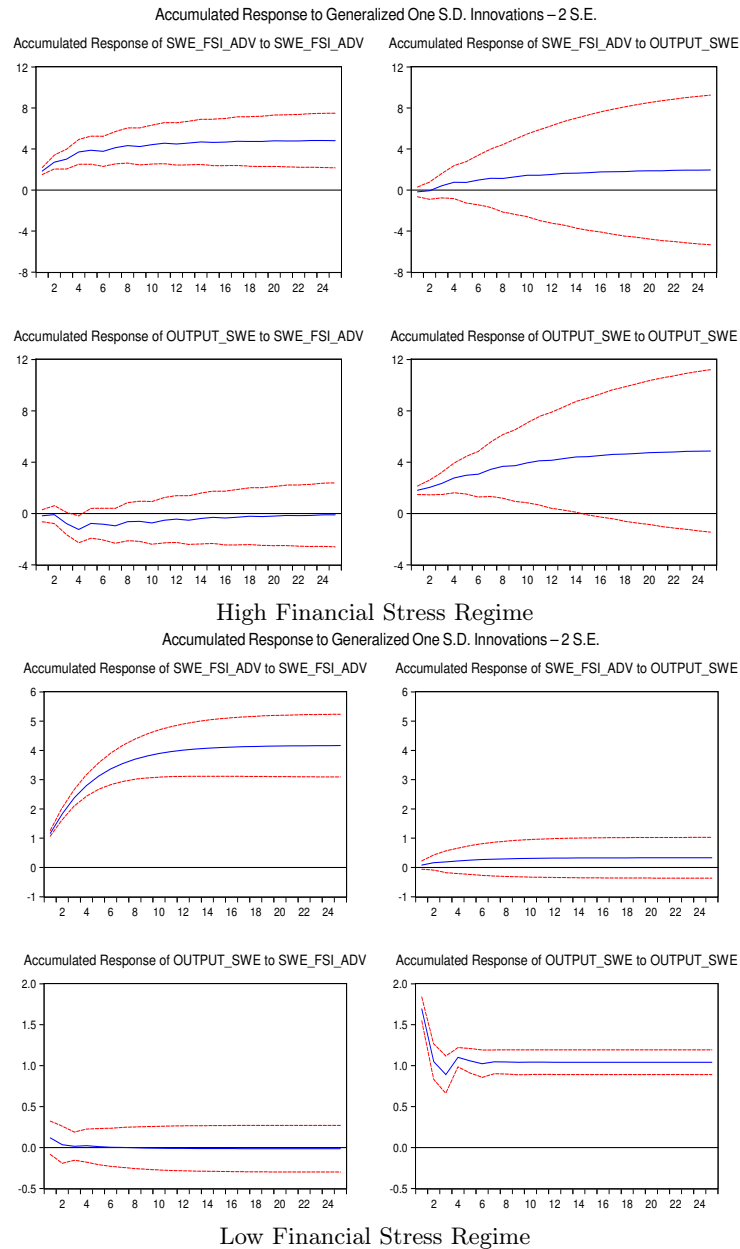 Accumulated Response to Generalized One S.D. Innovations – 2 S.E.
Accumulated Response of SWE_FSI_ADV to SWE_FSI_ADV
12
8
4
0
-4
-8
2 4 6 8 10 12 14 16 18 20 22 24
Accumulated Response of SWE_FSI_ADV to OUTPUT_SWE
12
8
4
0
-4
-8
2 4 6 8 10 12 14 16 18 20 22 24
Accumulated Response of OUTPUT_SWE to SWE_FSI_ADV
12
8
4
0
-4
2 4 6 8 10 12 14 16 18 20 22 24
Accumulated Response of OUTPUT_SWE to OUTPUT_SWE
12
8
4
0
-4
2 4 6 8 10 12 14 16 18 20 22 24
High Financial Stress Regime
Accumulated Response to Generalized One S.D. Innovations – 2 S.E.
Accumulated Response of SWE_FSI_ADV to SWE_FSI_ADV
6
5
4
3
2
1
0
-1
2 4 6 8 10 12 14 16 18 20 22 24
Accumulated Response of SWE_FSI_ADV to OUTPUT_SWE
6
5
4
3
2
1
0
-1
2 4 6 8 10 12 14 16 18 20 22 24
Accumulated Response of OUTPUT_SWE to SWE_FSI_ADV
2.0
1.5
1.0
0.5
0.0
-0.5
2 4 6 8 10 12 14 16 18 20 22 24
Accumulated Response of OUTPUT_SWE to OUTPUT_SWE
2.0
1.5
1.0
0.5
0.0
-0.5
2 4 6 8 10 12 14 16 18 20 22 24
Low Financial Stress Regime